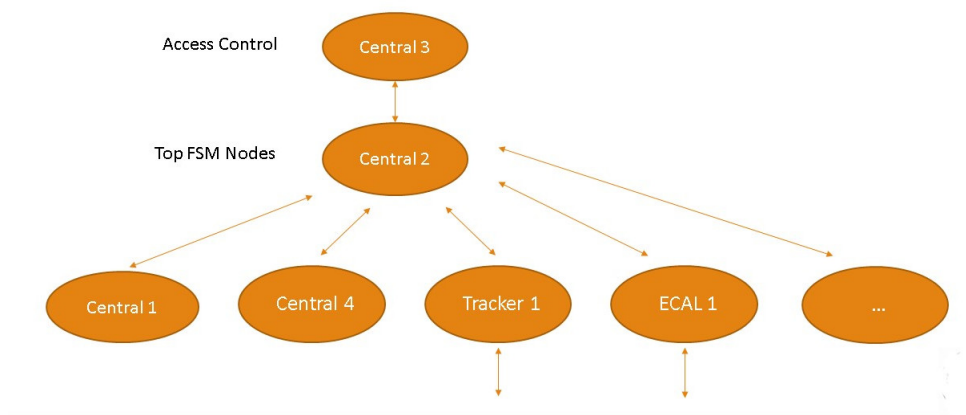 Access Control
Central 3
Top FSM Nodes
Central 2
Central 1
Central 4
Tracker 1
ECAL 1
...